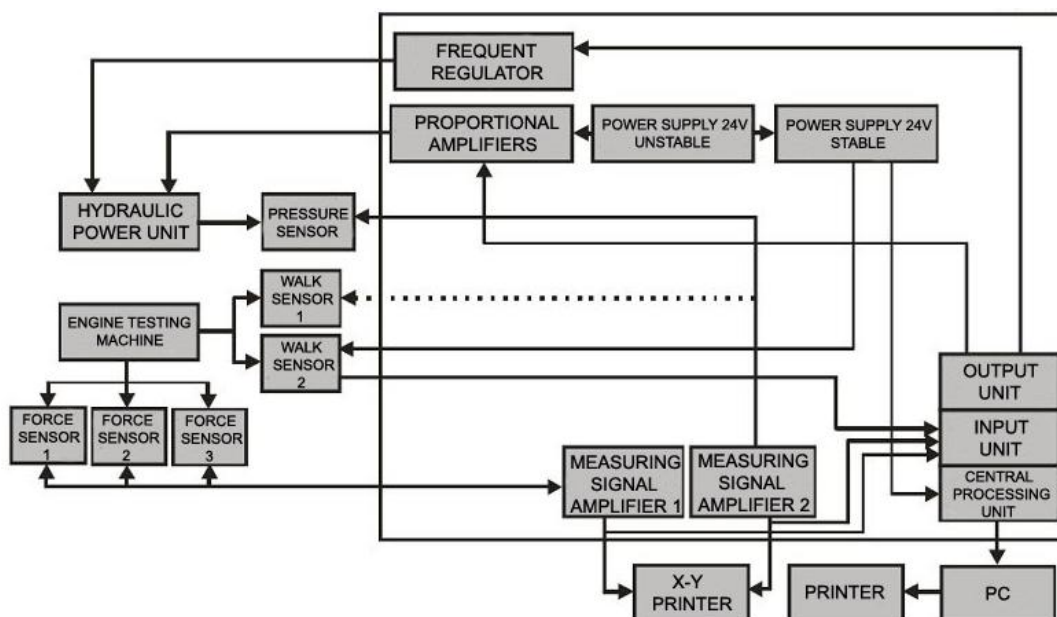 FREQUENT
REGULATOR
PROPORTIONAL
AMPLIFIERS
POWER SUPPLY 24V
UNSTABLE
POWER SUPPLY 24V
STABLE
HYDRAULIC
POWER UNIT
PRESSURE
SENSOR
WALK
SENSOR
1
ENGINE TESTING
MACHINE
WALK
SENSOR
2
OUTPUT
UNIT
FORCE
SENSOR
1
FORCE
SENSOR
2
FORCE
SENSOR
3
INPUT
UNIT
MEASURING
SIGNAL
AMPLIFIER 1
MEASURING
SIGNAL
AMPLIFIER 2
CENTRAL
PROCESSING
UNIT
X-Y
PRINTER
PRINTER
PC